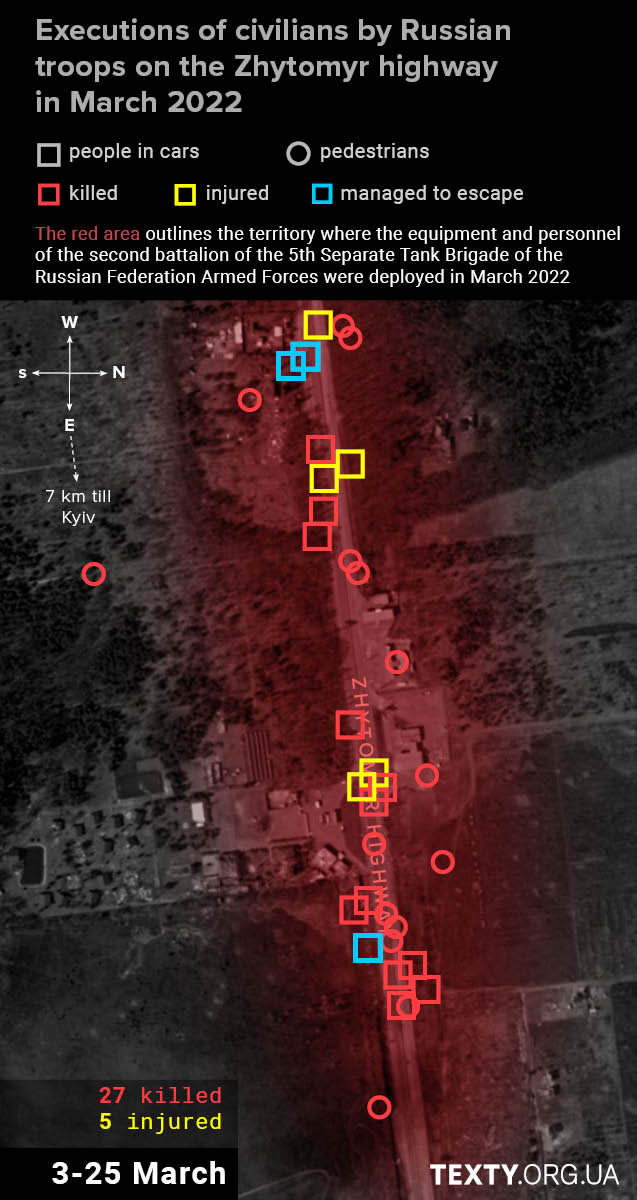 Executions of civilians by Russian
troops on the Zhytomyr highway
in March 2022
people in cars
pedestrians
killed
injured
managed to escape
The red area outlines the territory where the equipment and personnel
of the second battalion of the 5th Separate Tank Brigade of the
Russian Federation Armed Forces were deployed in March 2022
W
S N
E
7 km till
Kyiv
ZHYTOMYR HIGHWAY
27 killed
5 injured
3-25 March
TEXTY.ORG.UA